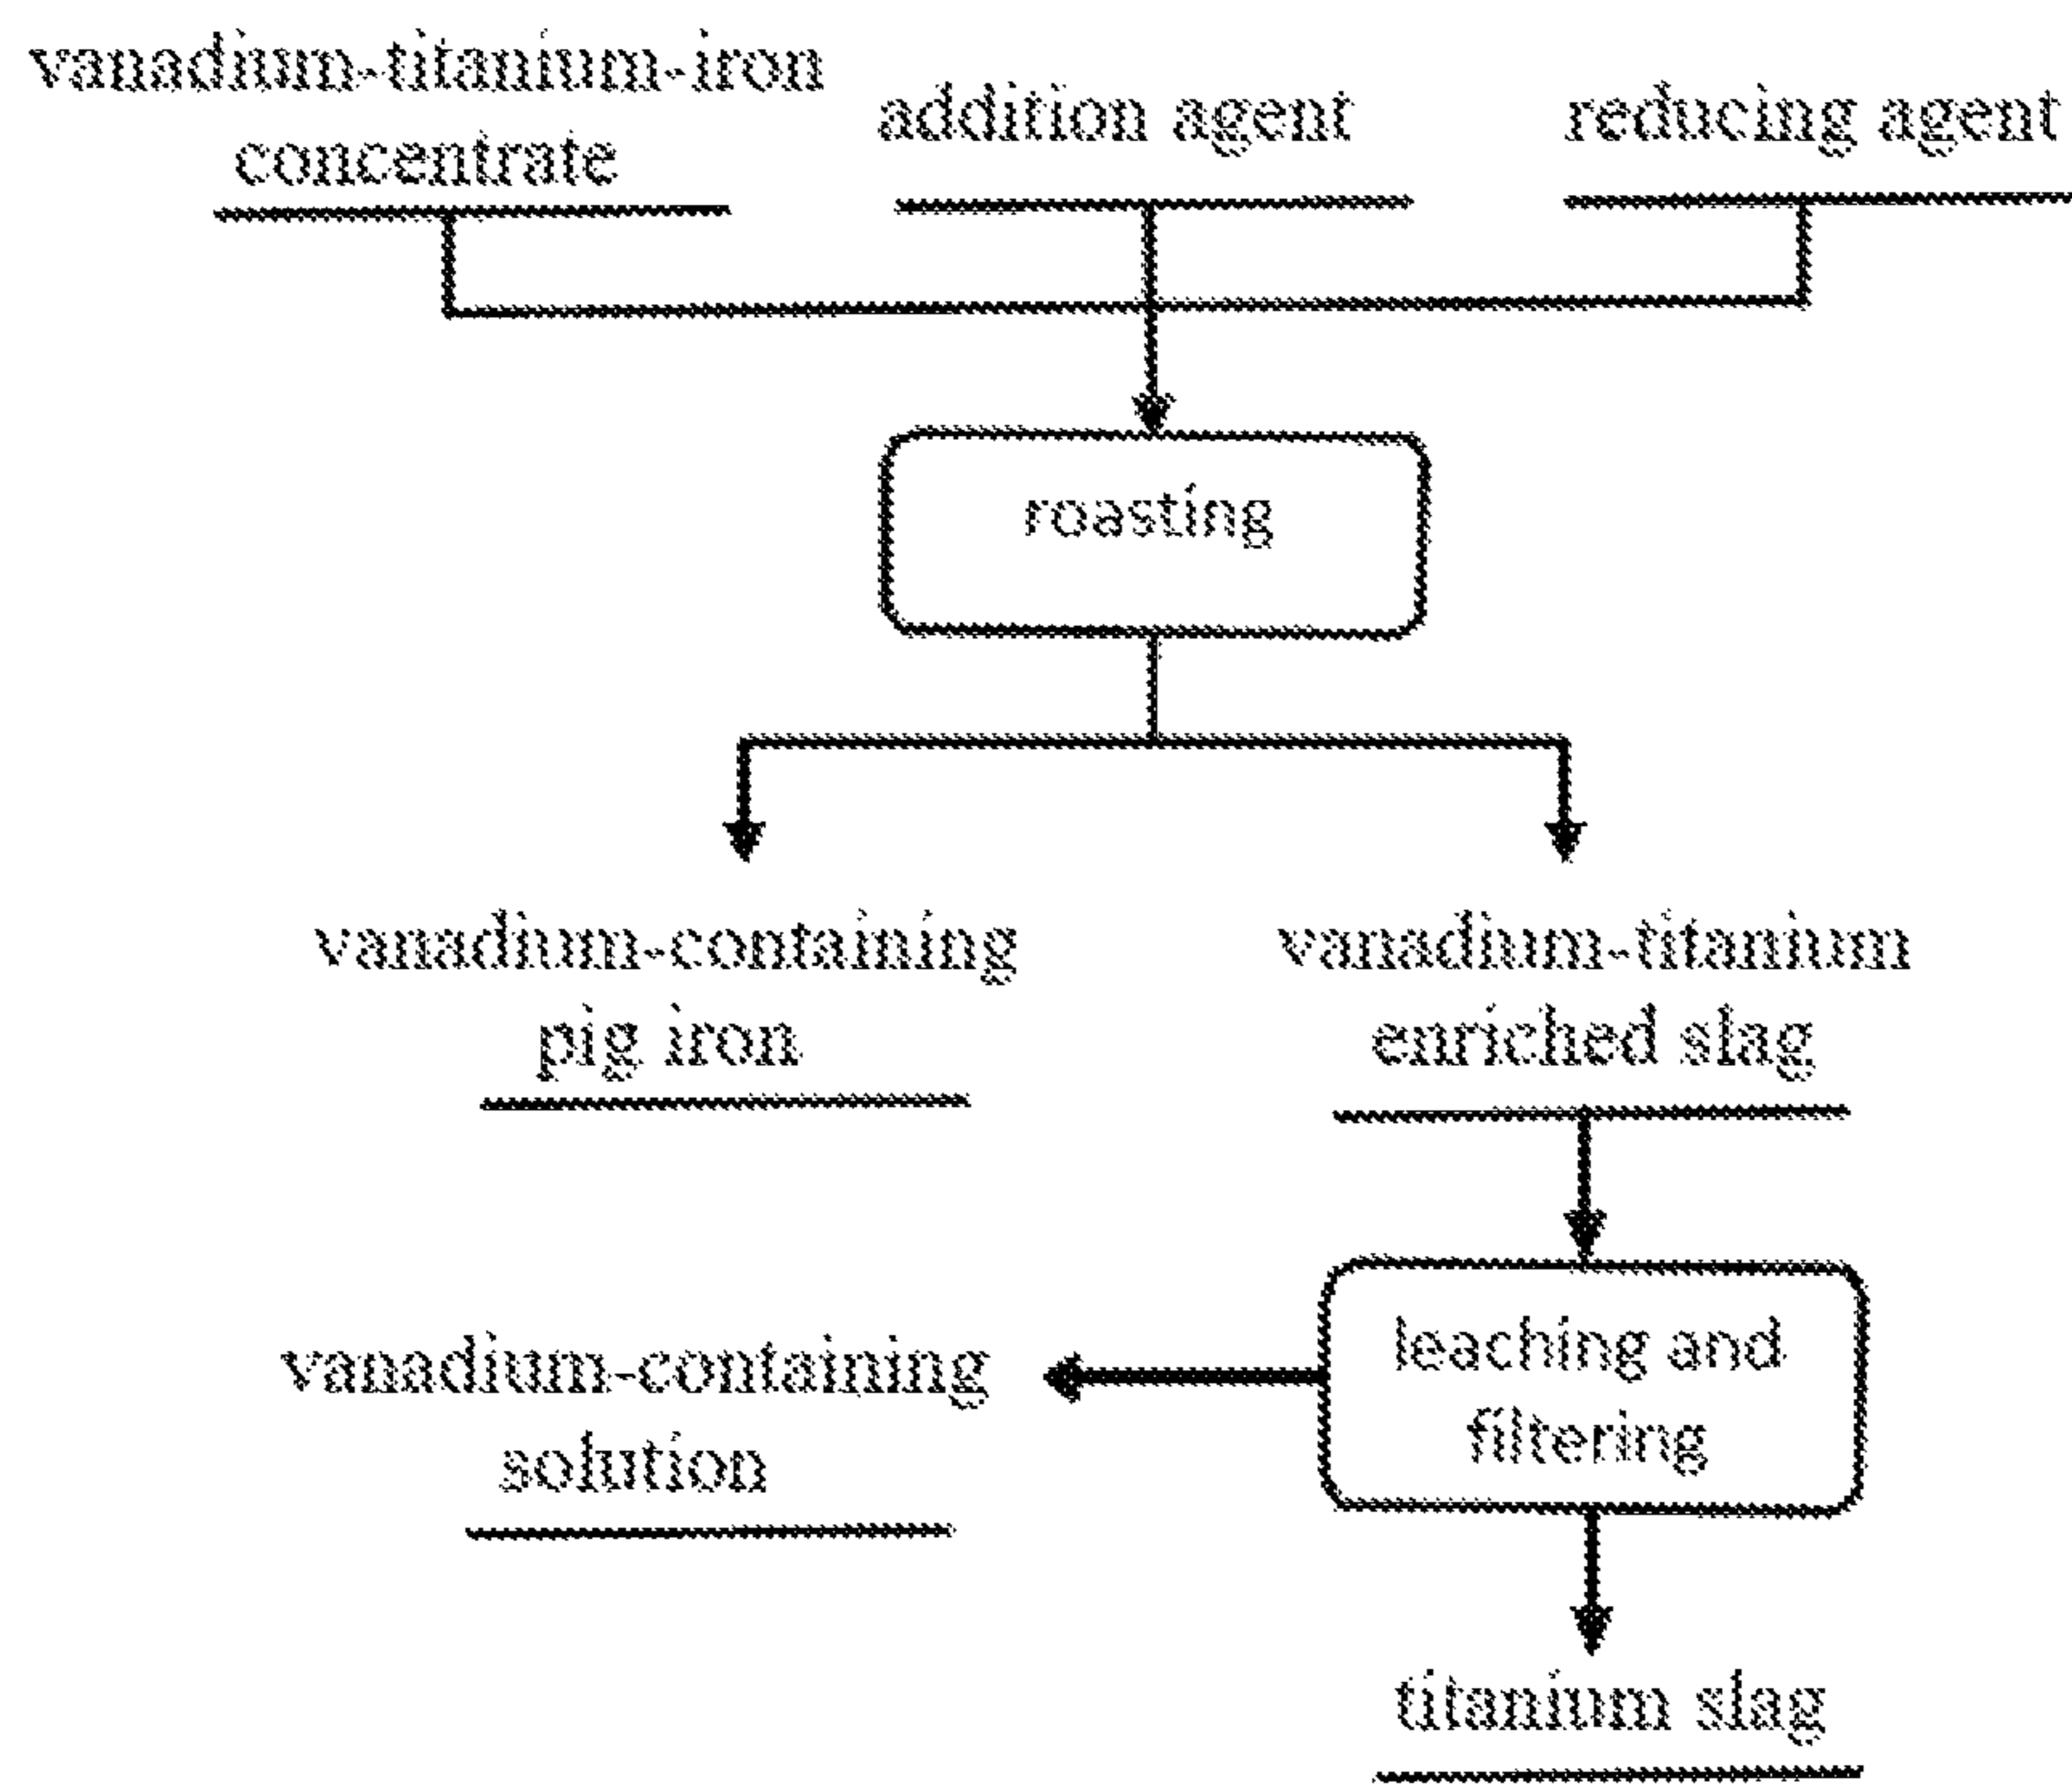 vanadium-titanium-iron
concentrate
addition agent
reducing agent
roasting
vanadium-containing
pig iron
vanadium-titanium
enriched slag
leaching and
filtering
vanadium-containing
solution
titanium slag